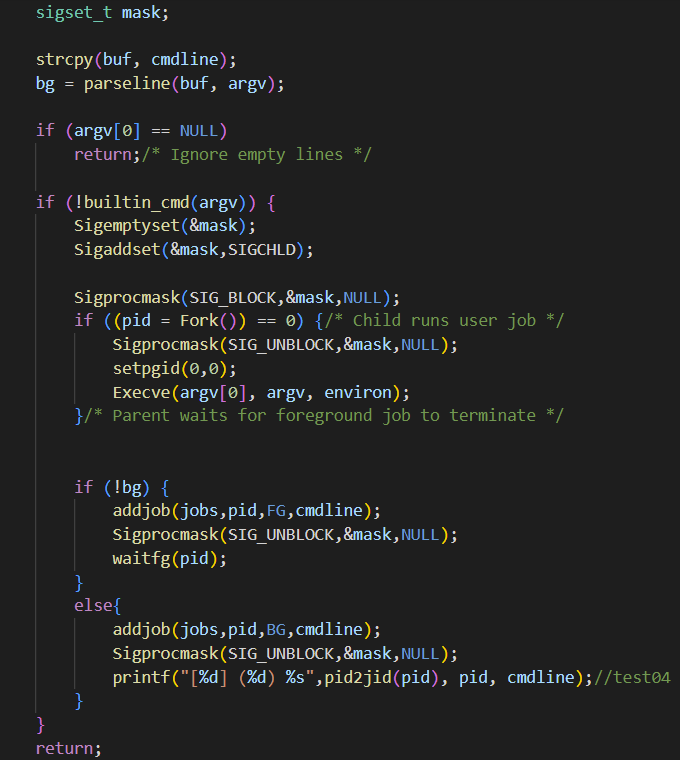 sigset_t mask;
strcpy(buf, cmdline);
bg = parseline(buf, argv);
if (argv[0] == NULL)
return;/* Ignore empty lines */
if (!builtin_cmd(argv)) {
Sigemptyset(&mask);
Sigaddset(&mask,SIGCHLD);
Sigprocmask(SIG_BLOCK,&mask,NULL);
if ((pid = Fork()) == 0) {/* Child runs user job */
Sigprocmask(SIG_UNBLOCK,&mask,NULL);
setpgid(0,0);
Execve(argv[0], argv, environ);
}/* Parent waits for foreground job to terminate */
if (!bg) {
addjob(jobs,pid,FG,cmdline);
Sigprocmask(SIG_UNBLOCK,&mask,NULL);
waitfg(pid);
}
else{
addjob(jobs,pid,BG,cmdline);
Sigprocmask(SIG_UNBLOCK,&mask,NULL);
printf("[%d] (%d) %s",pid2jid(pid), pid, cmdline);//test04
}
}
return;